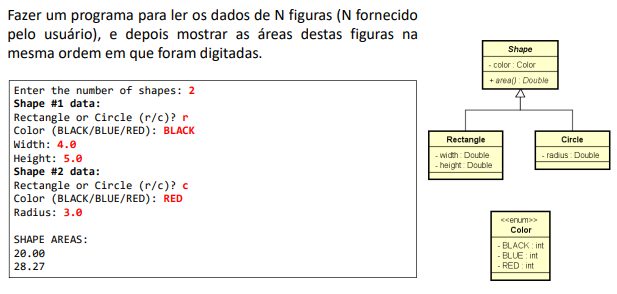 Fazer um programa para ler os dados de N figuras (N fornecido
pelo usuário), e depois mostrar as áreas destas figuras na
mesma ordem em que foram digitadas.
Enter the number of shapes: 2
Shape #1 data:
Rectangle or Circle (r/c)? r
Color (BLACK/BLUE/RED): BLACK
Width: 4.0
Height: 5.0
Shape #2 data:
Rectangle or Circle (r/c)? c
Color (BLACK/BLUE/RED): RED
Radius: 3.0
SHAPE AREAS:
20.00
28.27
Shape
- color : Color
+ area() : Double
Rectangle
- width : Double
- height : Double
Circle
- radius : Double
<<enum>>
Color
- BLACK : int
- BLUE : int
- RED : int